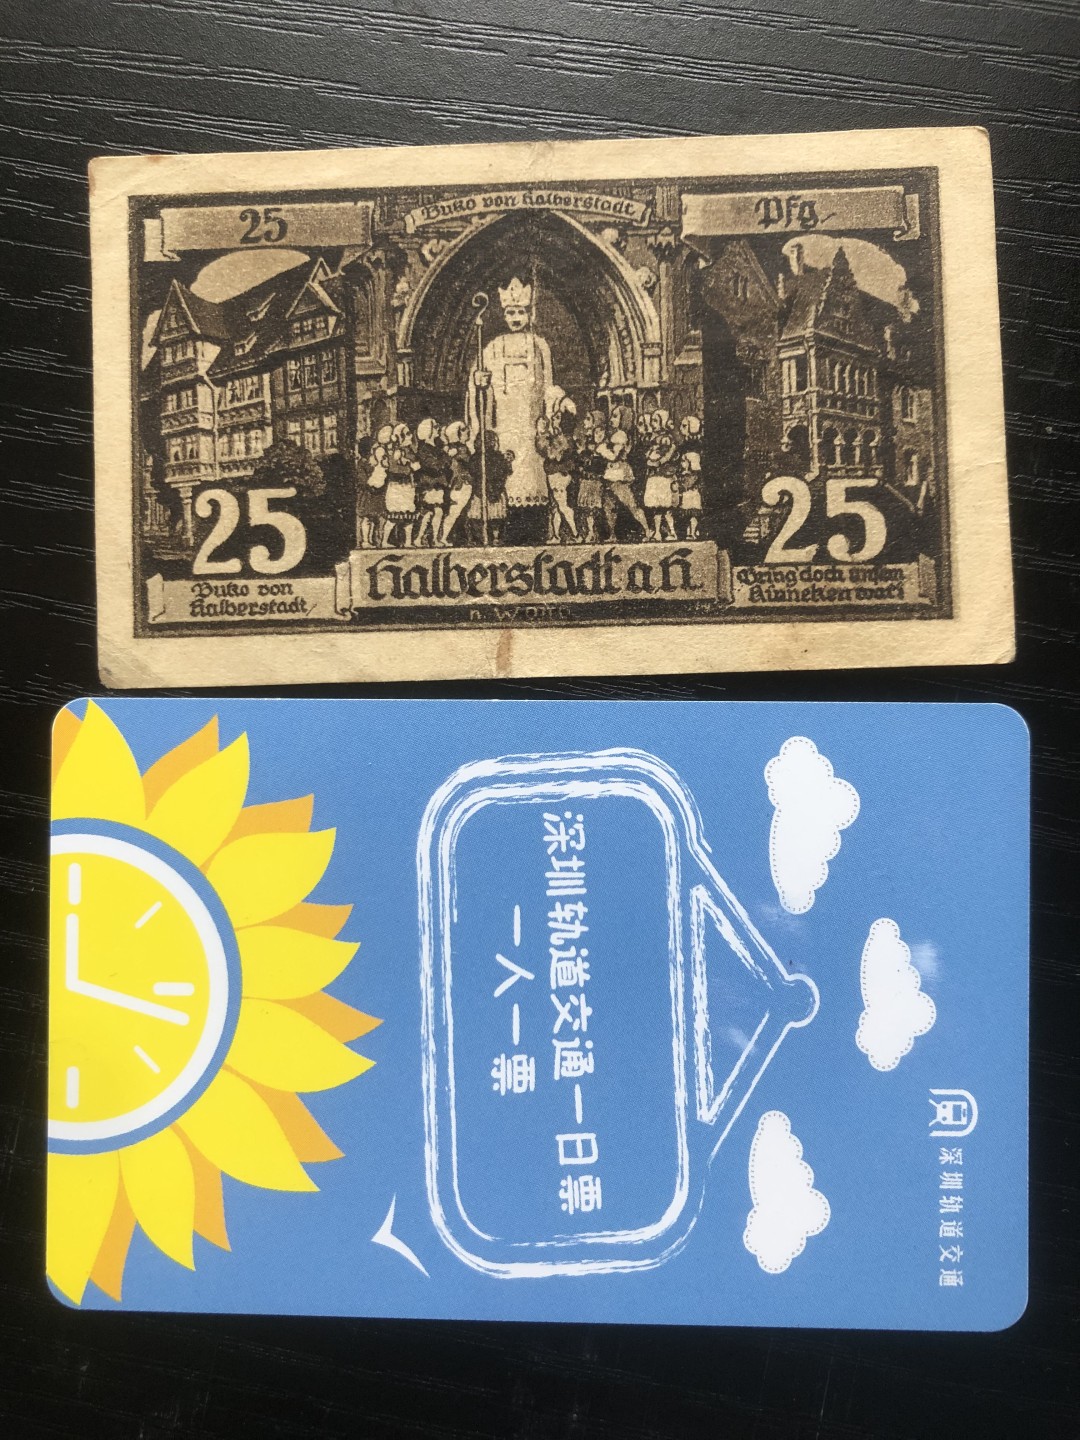 25
Buko von Halberstadt
Pfg.
25
25
Buko von
Halberstadt
Halberstadt a.H.
Bring doch unsen
Kinneken wat!
深圳轨道交通一日票
一人一票
深圳轨道交通